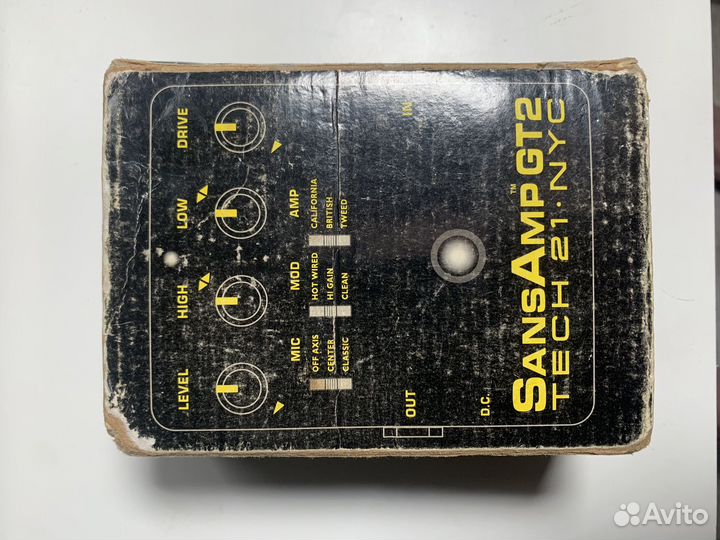 LEVEL HIGH LOW DRIVE
MIC MOD AMP
OFF AXIS HOT WIRED CALIFORNIA
CENTER HI GAIN BRITISH
CLASSIC CLEAN TWEED
OUT IN
D.C.
SANSAMP™ GT2
TECH 21·NYC
Avito